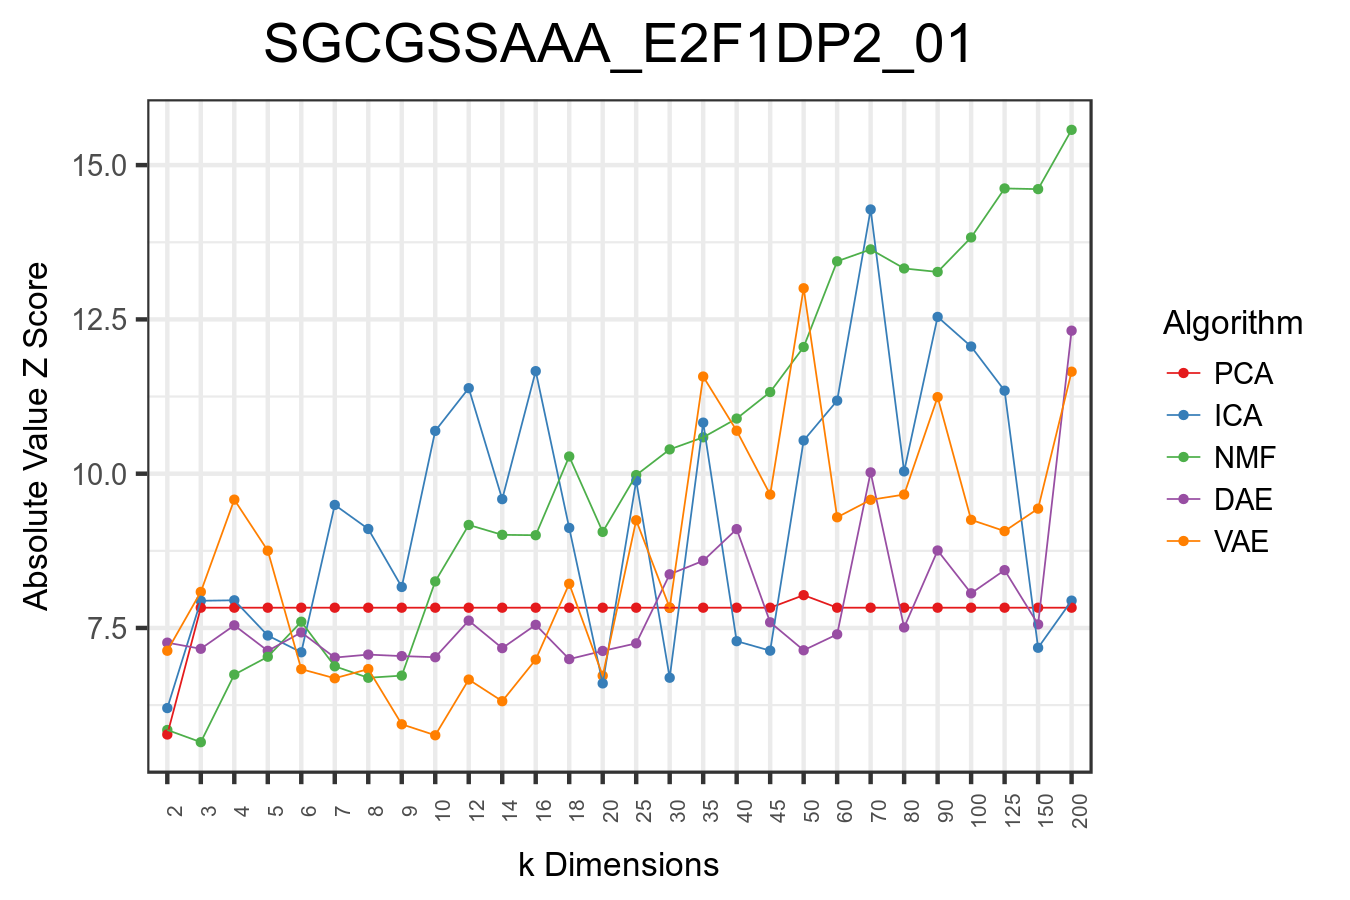 SGCGSSAAA_E2F1DP2_01
Absolute Value Z Score
15.0
12.5
10.0
7.5
2 3 4 5 6 7 8 9 10 12 14 16 18 20 25 30 35 40 45 50 60 70 80 90 100 125 150 200
k Dimensions
Algorithm
PCA
ICA
NMF
DAE
VAE